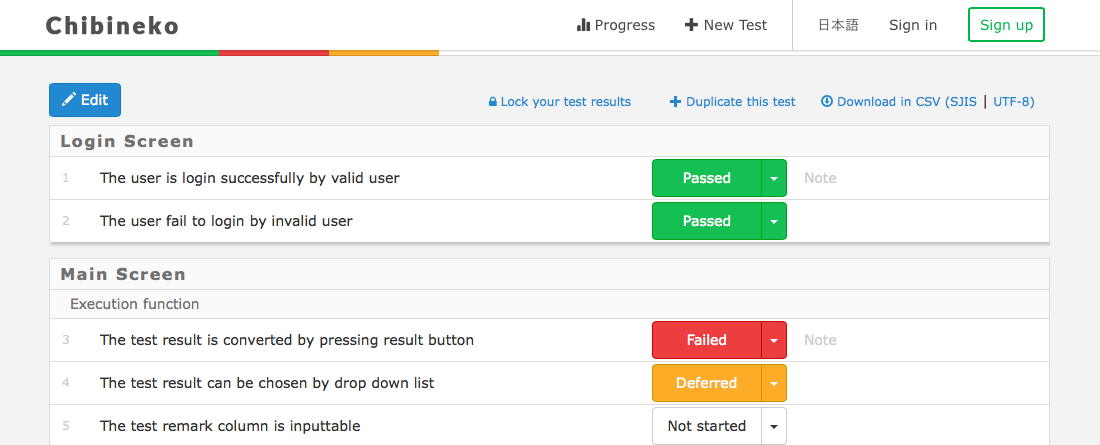 Chibineko
Progress New Test 日本語 Sign in Sign up
Edit Lock your test results Duplicate this test Download in CSV (SJIS | UTF-8)
Login Screen
1 The user is login successfully by valid user Passed Note
2 The user fail to login by invalid user Passed
Main Screen
Execution function
3 The test result is converted by pressing result button Failed Note
4 The test result can be chosen by drop down list Deferred
5 The test remark column is inputtable Not started